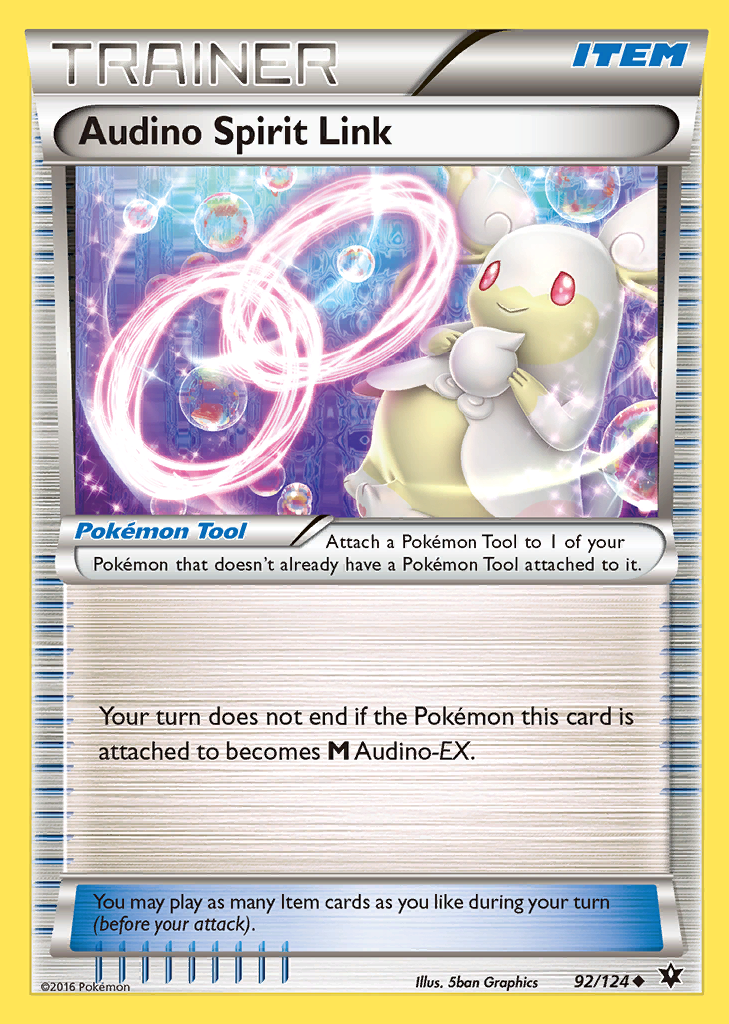 TRAINER
ITEM
Audino Spirit Link
Pokémon Tool
Attach a Pokémon Tool to 1 of your
Pokémon that doesn't already have a Pokémon Tool attached to it.
Your turn does not end if the Pokémon this card is
attached to becomes M Audino-EX.
You may play as many Item cards as you like during your turn
(before your attack).
©2016 Pokémon
Illus. 5ban Graphics
92/124